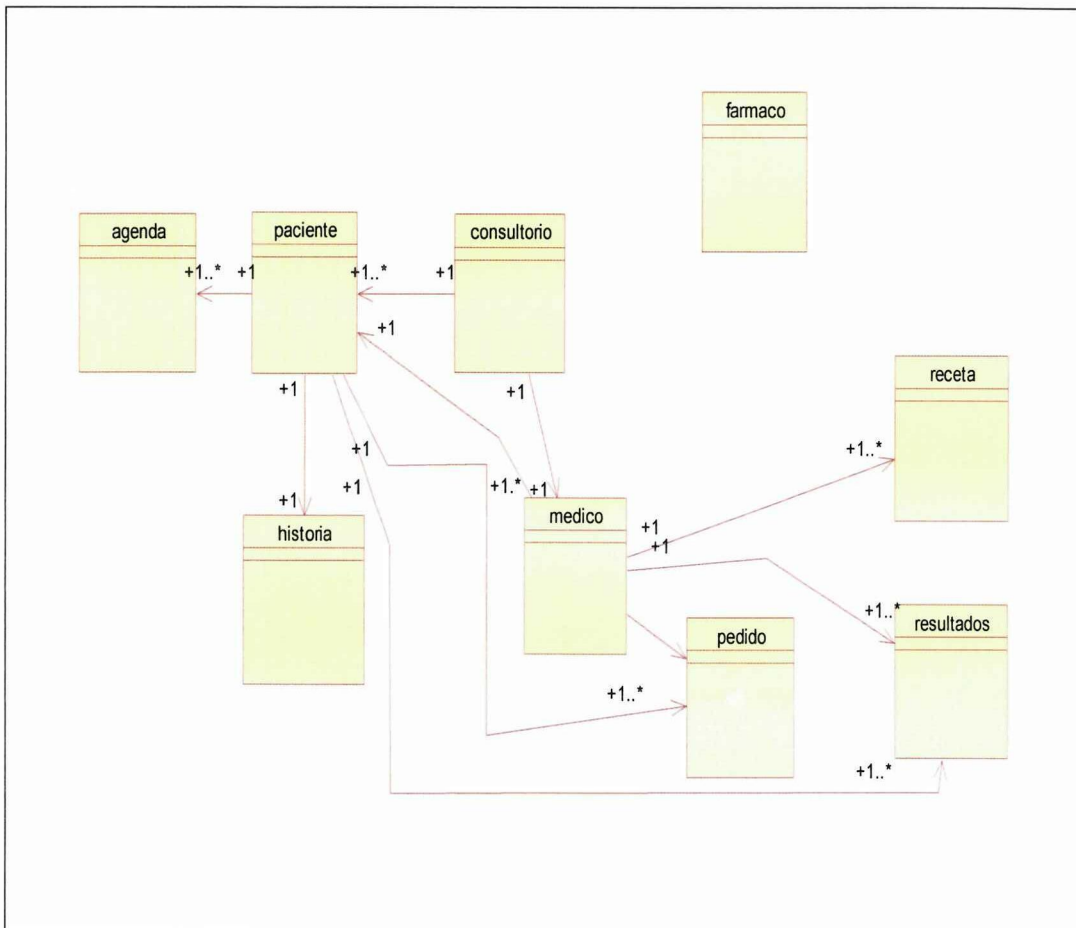 farmaco
agenda
paciente
consultorio
+1..*
+1
+1..*
+1
+1
receta
+1
+1
+1..*
+1
+1
+1..*
+1
+1
historia
medico
+1
+1
+1..*
resultados
pedido
+1..*
+1..*